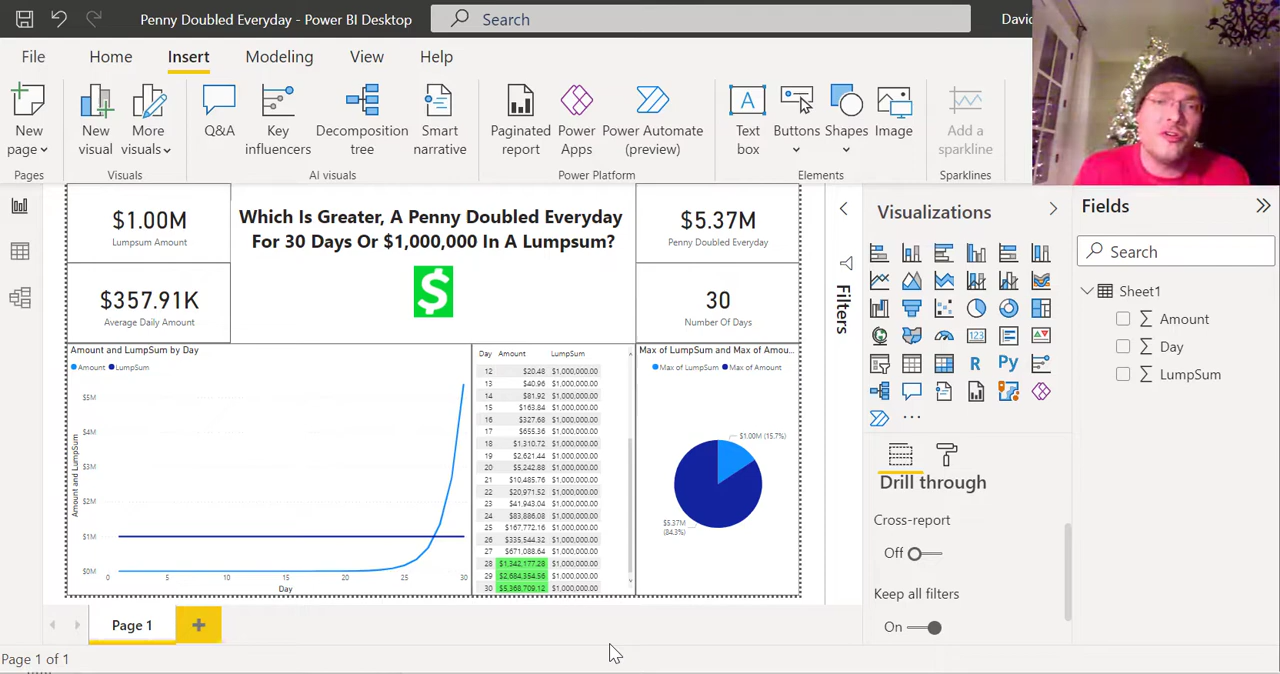 Penny Doubled Everyday - Power BI Desktop
Search
David
File
Home
Insert
Modeling
View
Help
New page
New visual
More visuals
Q&A
Key influencers
Decomposition tree
Smart narrative
Paginated report
Power Apps
Power Automate (preview)
A
Text box
Buttons
Shapes
Image
Add a sparkline
Pages
Visuals
AI visuals
Power Platform
Elements
Sparklines
$1.00M
Lumpsum Amount
$357.91K
Average Daily Amount
Which Is Greater, A Penny Doubled Everyday
For 30 Days Or $1,000,000 In A Lumpsum?
$
$5.37M
Penny Doubled Everyday
30
Number Of Days
Amount and LumpSum by Day
Amount LumpSum
Amount and LumpSum
$5M
$4M
$3M
$2M
$1M
$0M
0 5 10 15 20 25 30
Day
Day Amount LumpSum
12 $20.48 $1,000,000.00
13 $40.96 $1,000,000.00
14 $81.92 $1,000,000.00
15 $163.84 $1,000,000.00
16 $327.68 $1,000,000.00
17 $655.36 $1,000,000.00
18 $1,310.72 $1,000,000.00
19 $2,621.44 $1,000,000.00
20 $5,242.88 $1,000,000.00
21 $10,485.76 $1,000,000.00
22 $20,971.52 $1,000,000.00
23 $41,943.04 $1,000,000.00
24 $83,886.08 $1,000,000.00
25 $167,772.16 $1,000,000.00
26 $335,544.32 $1,000,000.00
27 $671,088.64 $1,000,000.00
28 $1,342,177.28 $1,000,000.00
29 $2,684,354.56 $1,000,000.00
30 $5,368,709.12 $1,000,000.00
Max of LumpSum and Max of Amou...
Max of LumpSum Max of Amount
$1.00M (15.7%)
$5.37M
(84.3%)
Filters
Visualizations
123
R
Py
...
Drill through
Cross-report
Off
Keep all filters
On
Fields
Search
Sheet1
Amount
Day
LumpSum
Page 1
Page 1 of 1